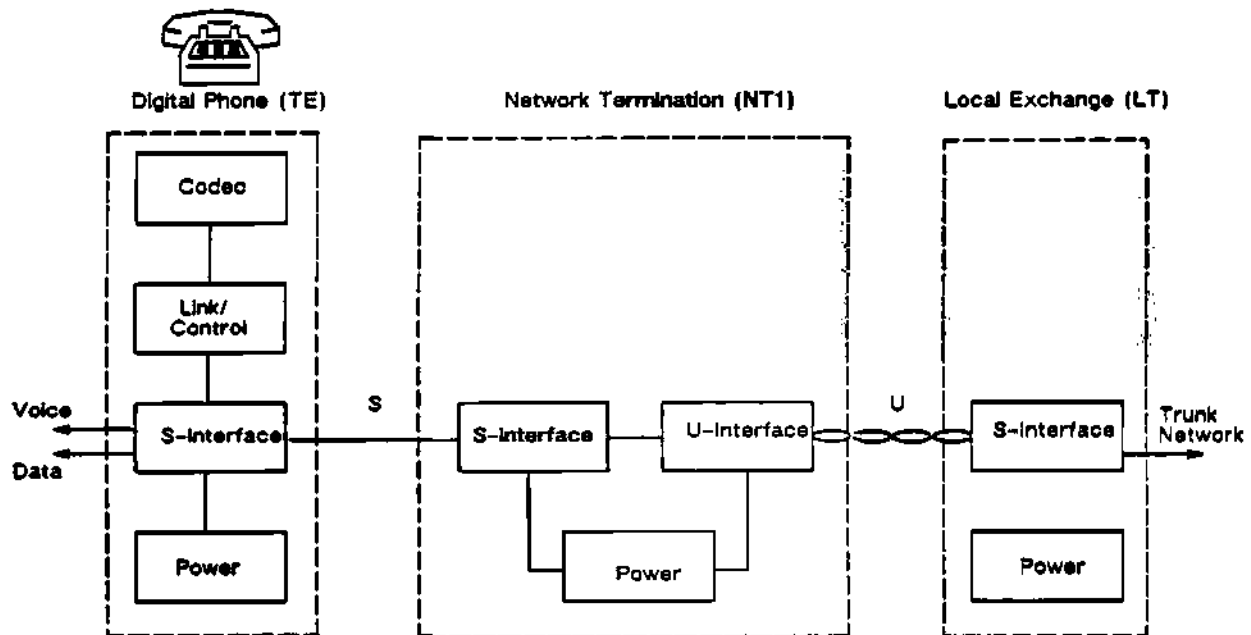 Digital Phone (TE)
Network Termination (NT1)
Local Exchange (LT)
Codec
Link/
Control
Voice
Data
S-Interface
Power
S
S-Interface
U-Interface
Power
U
S-Interface
Trunk
Network
Power